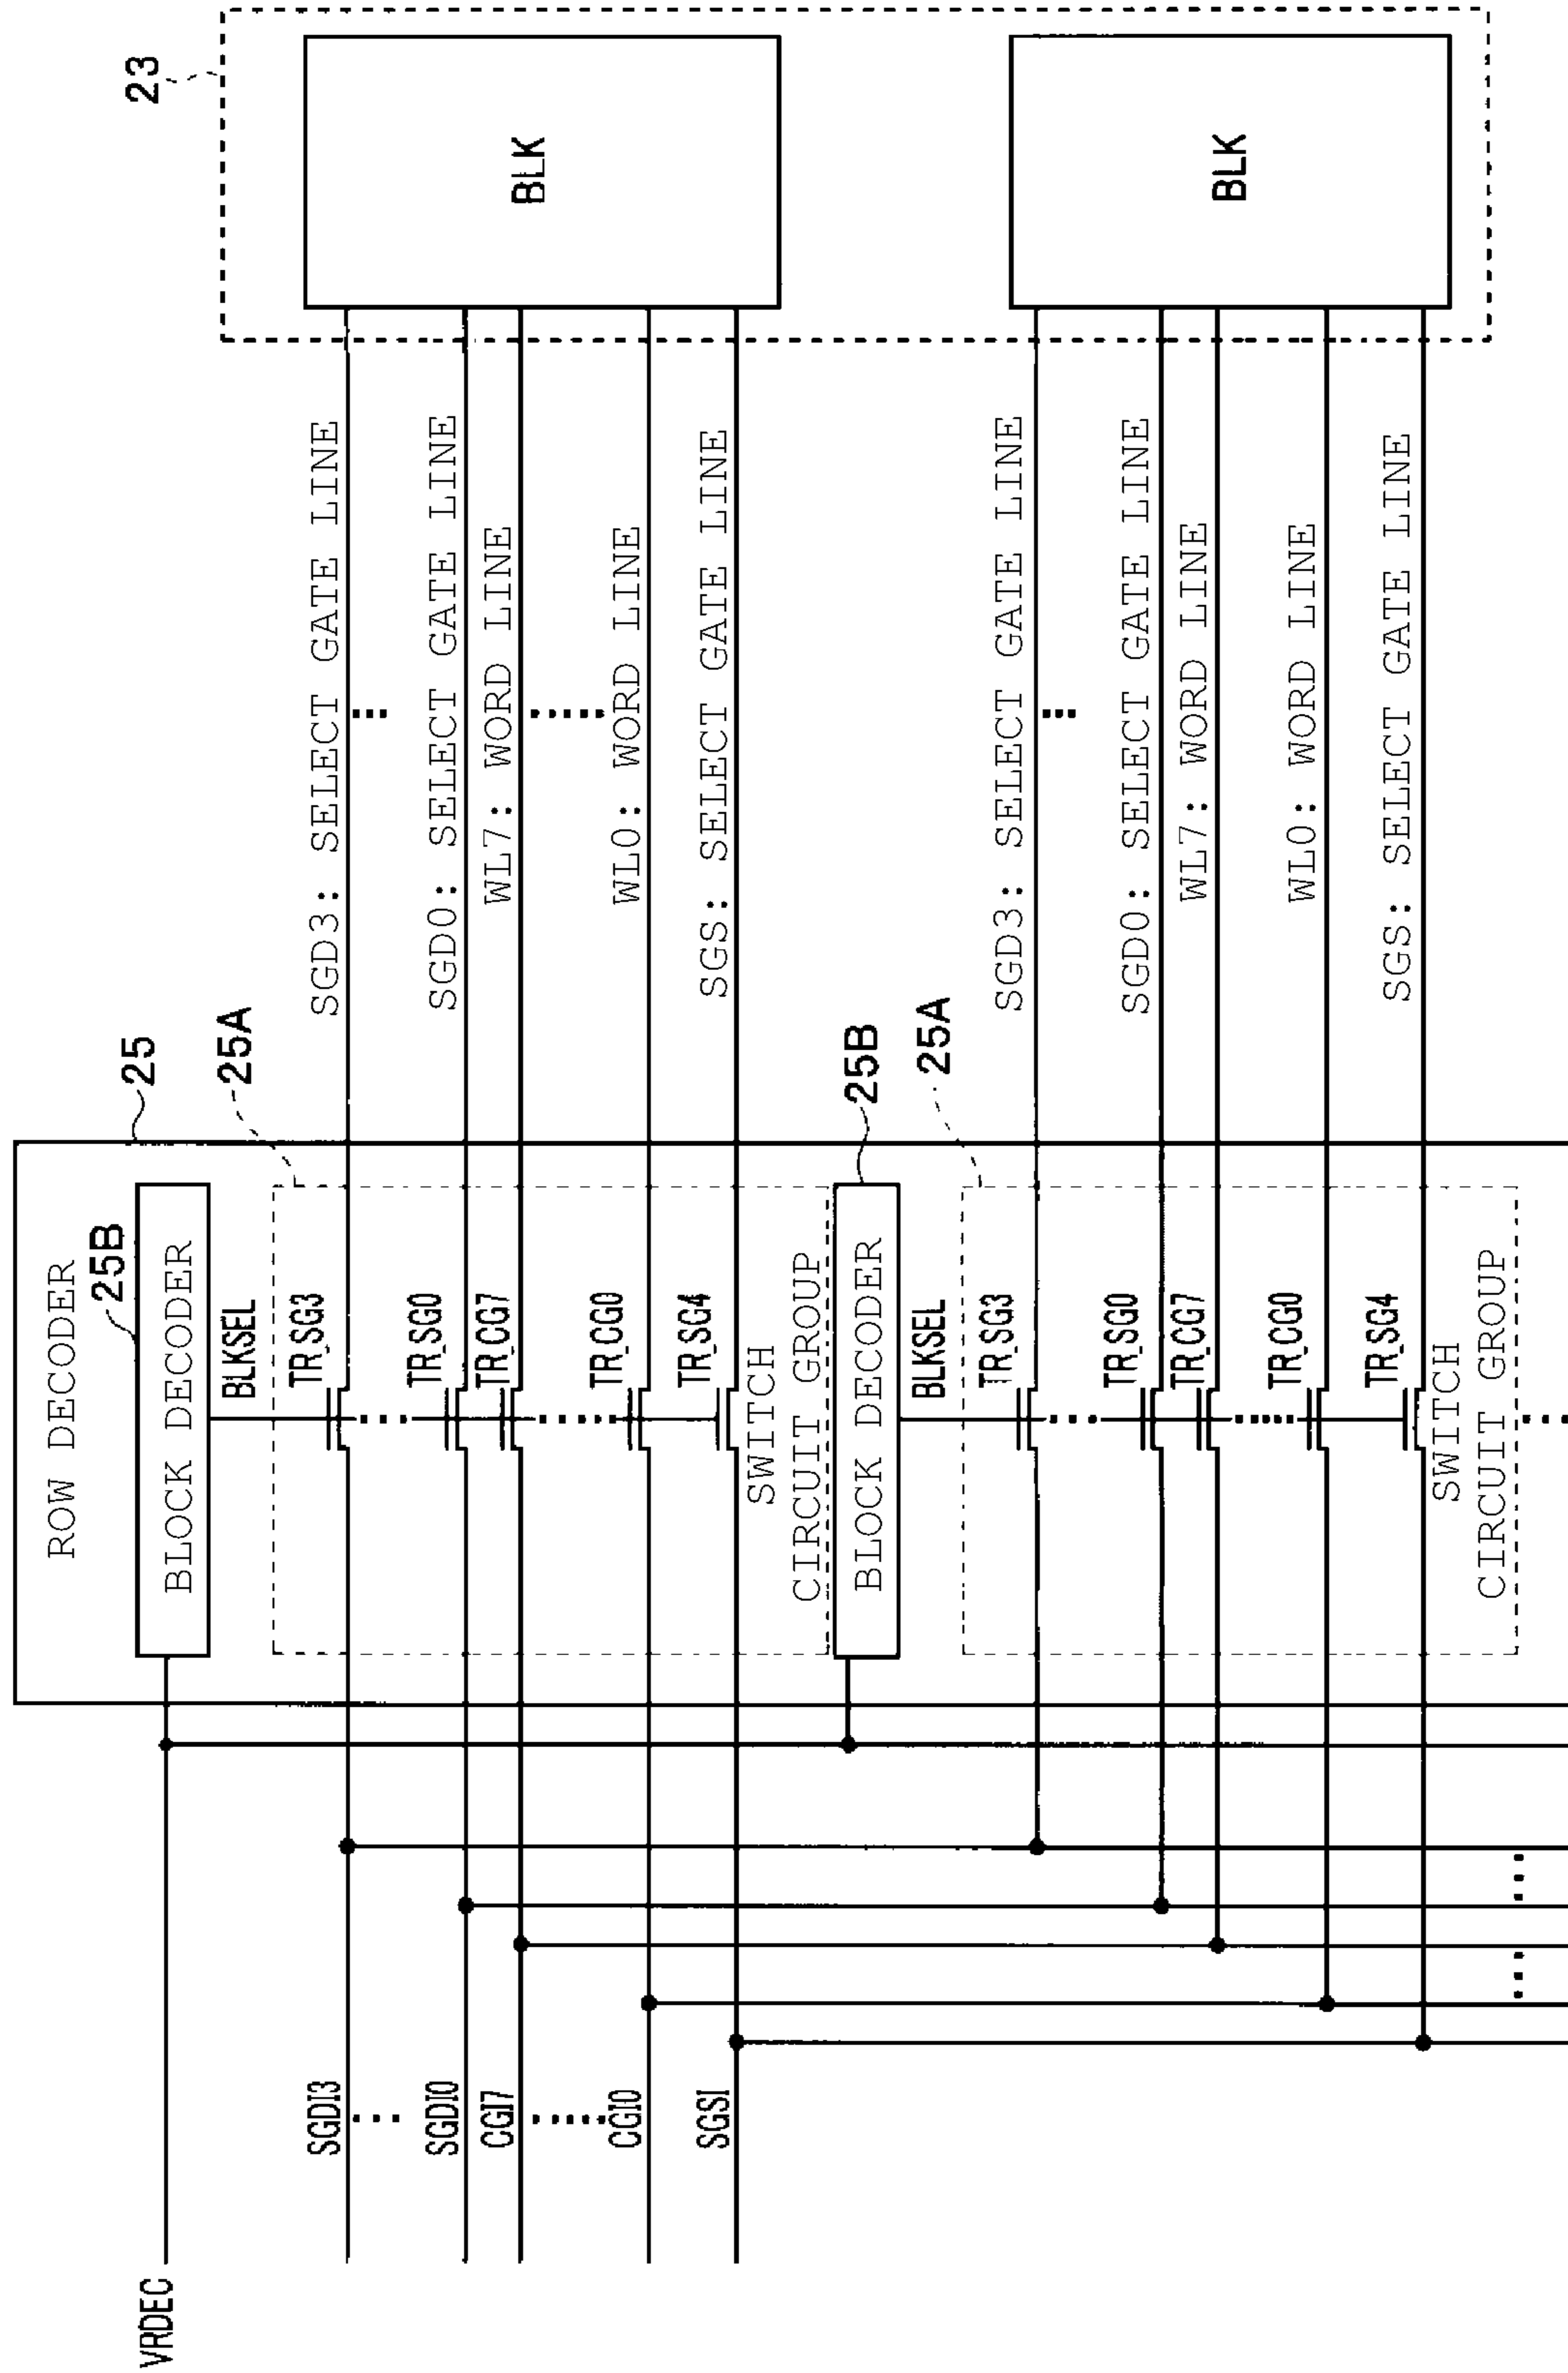 23
BLK
BLK
SGD3: SELECT GATE LINE
SGD0: SELECT GATE LINE
WL7: WORD LINE
WL0: WORD LINE
SGS: SELECT GATE LINE
SGD3: SELECT GATE LINE
SGD0: SELECT GATE LINE
WL7: WORD LINE
WL0: WORD LINE
SGS: SELECT GATE LINE
25
ROW DECODER
25B
BLOCK DECODER
BLKSEL
25A
TR_SG3
TR_SG0
TR_CG7
TR_CG0
TR_SG4
SWITCH
CIRCUIT GROUP
25B
BLOCK DECODER
BLKSEL
25A
TR_SG3
TR_SG0
TR_CG7
TR_CG0
TR_SG4
SWITCH
CIRCUIT GROUP
VRDEC
SGDI3
SGDI0
CGI7
CGI0
SGSI